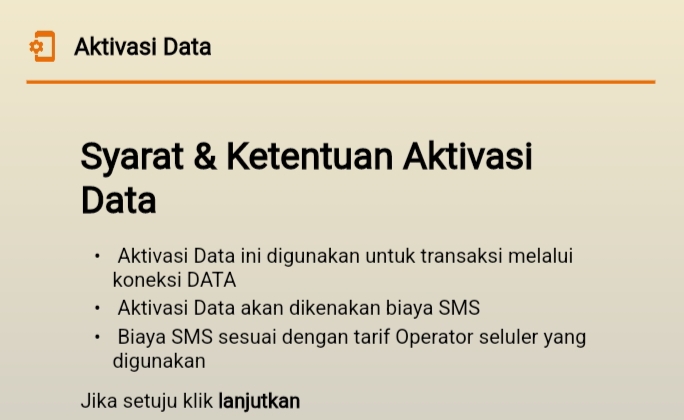 Aktivasi Data
Syarat & Ketentuan Aktivasi
Data
• Aktivasi Data ini digunakan untuk transaksi melalui
koneksi DATA
• Aktivasi Data akan dikenakan biaya SMS
• Biaya SMS sesuai dengan tarif Operator seluler yang
digunakan
Jika setuju klik lanjutkan